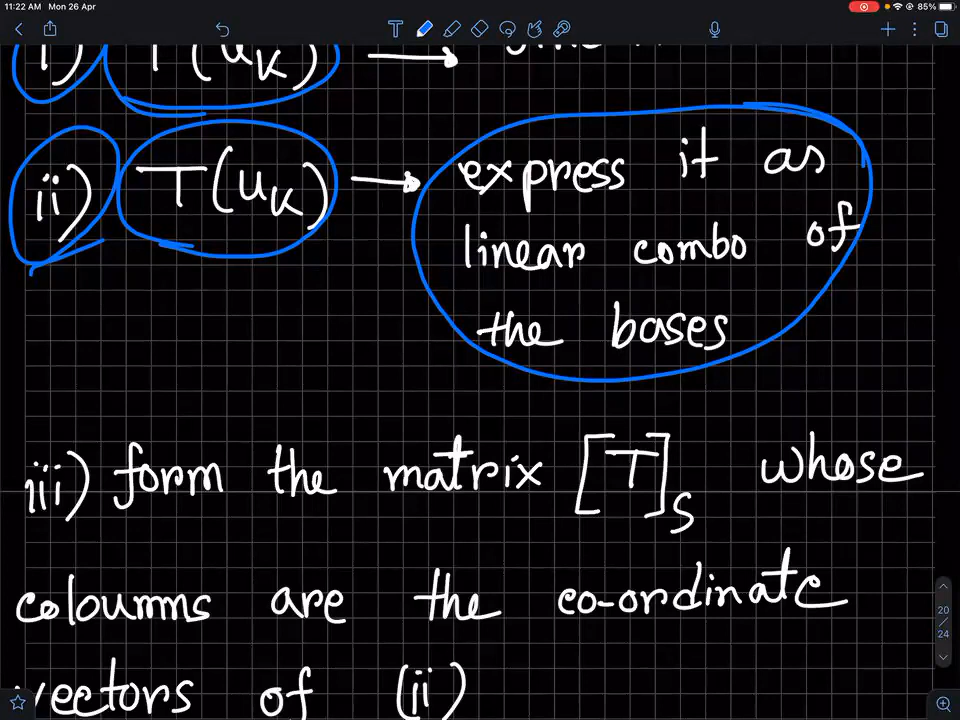 11:22 AM Mon 26 Apr
85%
T
i) T(uK) →
ii) T(uK) → express it as
linear combo of
the bases
iii) form the matrix [T]S whose
coloumns are the co-ordinate
vectors of (ii)
20
/
24